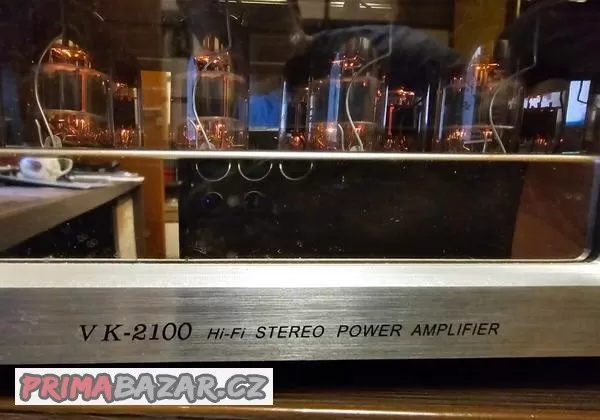 VK-2100 Hi-Fi STEREO POWER AMPLIFIER
PRIMABAZAR.CZ